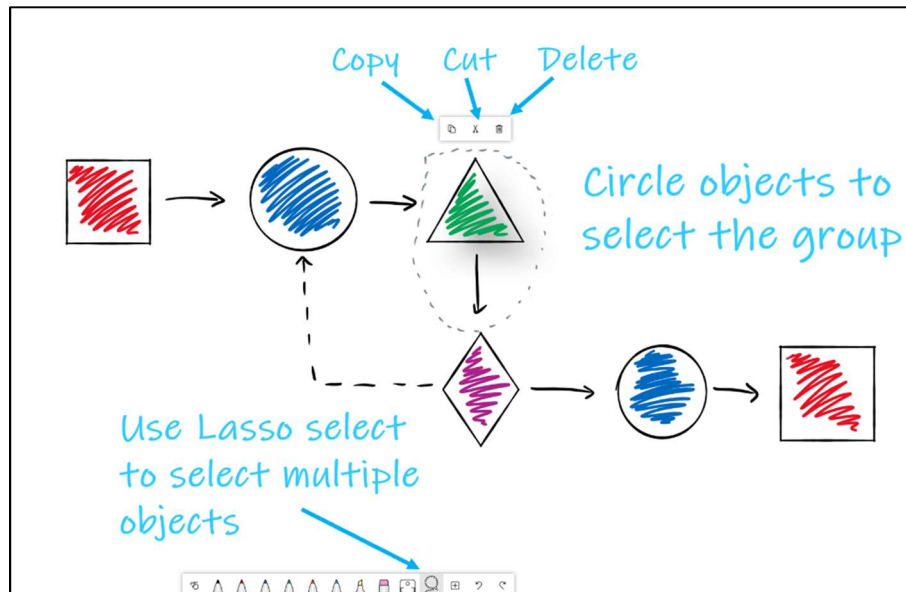 Copy Cut Delete
Circle objects to
select the group
Use Lasso select
to select multiple
objects